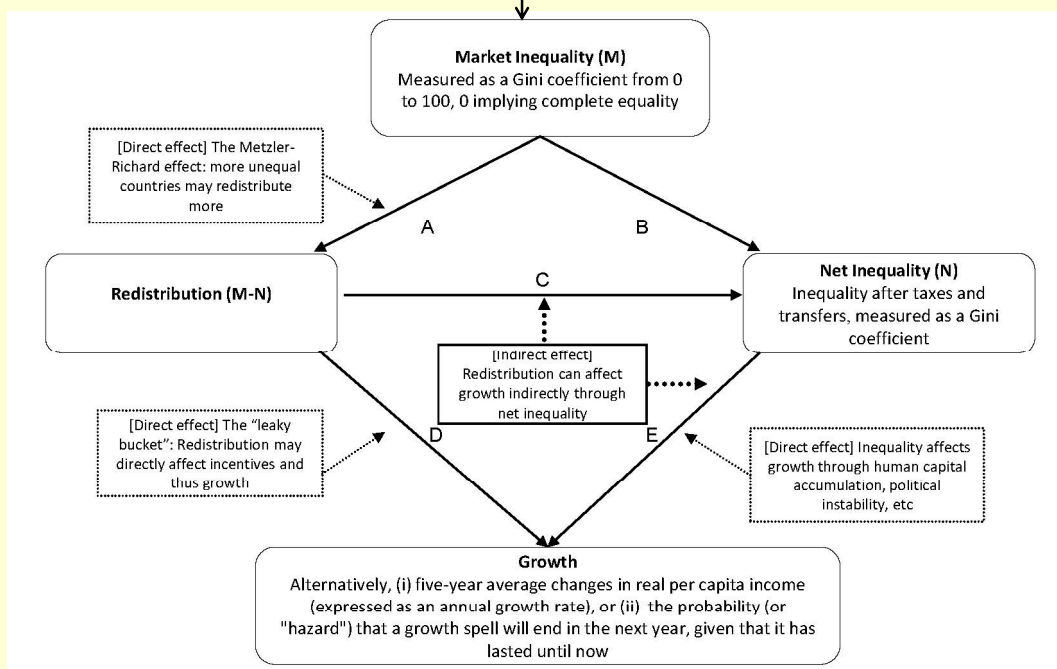 Market Inequality (M)
Measured as a Gini coefficient from 0
to 100, 0 implying complete equality
[Direct effect] The Metzler-
Richard effect: more unequal
countries may redistribute
more
A
B
Redistribution (M-N)
C
Net Inequality (N)
Inequality after taxes and
transfers, measured as a Gini
coefficient
[Indirect effect]
Redistribution can affect
growth indirectly through
net inequality
[Direct effect] The “leaky
bucket”: Redistribution may
directly affect incentives and
thus growth
D
E
[Direct effect] Inequality affects
growth through human capital
accumulation, political
instability, etc
Growth
Alternatively, (i) five-year average changes in real per capita income
(expressed as an annual growth rate), or (ii) the probability (or
"hazard") that a growth spell will end in the next year, given that it has
lasted until now